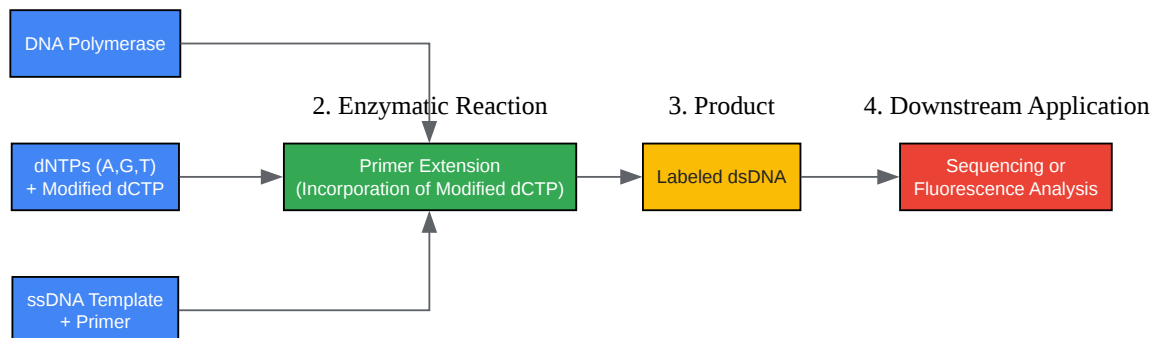 DNA Polymerase
2. Enzymatic Reaction
3. Product
4. Downstream Application
dNTPs (A,G,T)
+ Modified dCTP
Primer Extension
(Incorporation of Modified dCTP)
Labeled dsDNA
Sequencing or
Fluorescence Analysis
ssDNA Template
+ Primer